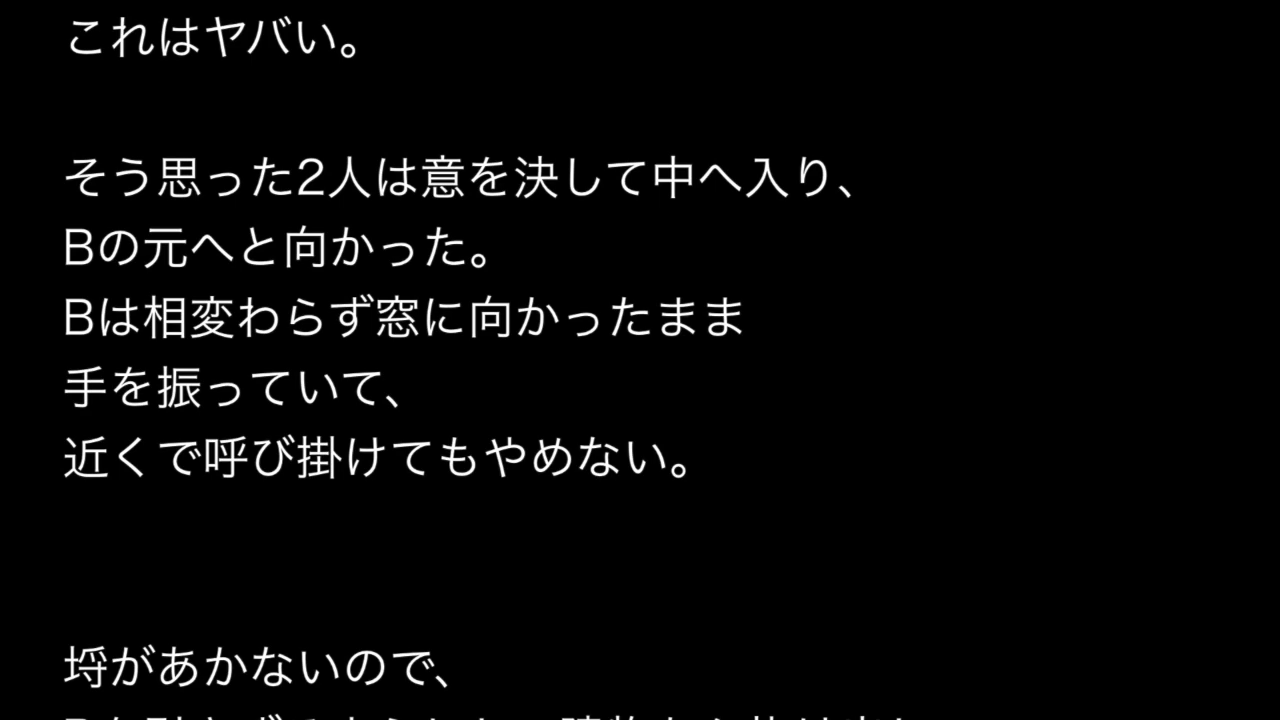 これはヤバい。
そう思った2人は意を決して中へ入り、
Bの元へと向かった。
Bは相変わらず窓に向かったまま
手を振っていて、
近くで呼び掛けてもやめない。
埒があかないので、